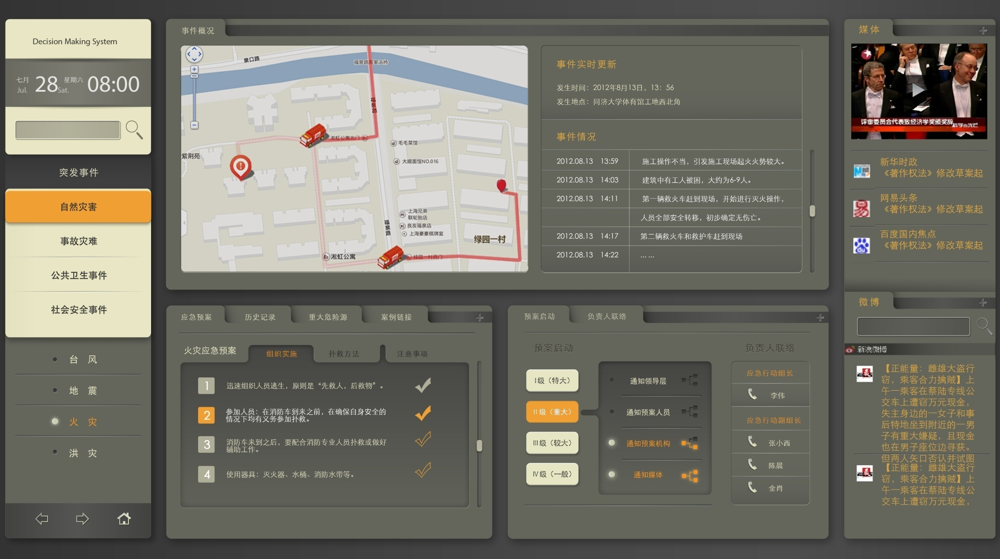 Decision Making System
七月
Jul.
28
星期六
Sat.
08:00
突发事件
自然灾害
事故灾难
公共卫生事件
社会安全事件
台 风
地 震
火 灾
洪 灾
事件概况
泉口路
福泉路周家浜桥
福泉路
淞虹公寓北门
毛毛菜馆
紫荆苑
大眼面馆NO.016
上海兄弟
联轮胎店
良友福泉店
上海豪豪棋牌室
福泉路
绿园一村
淞虹公寓
绿园一村西门
事件实时更新
发生时间：2012年8月13日，13：56
发生地点：同济大学体育馆工地西北角
事件情况
2012.08.13 13:59 施工操作不当，引发施工现场起火火势较大。
2012.08.13 14:03 建筑中有工人被困，大约为6-9人。
2012.08.13 14:11 第一辆救火车赶到现场，开始进行灭火操作，
人员全部安全转移，初步确定无伤亡。
2012.08.13 14:17 第二辆救火车和救护车赶到现场
2012.08.13 14:22 ... ...
应急预案 历史记录 重大危险源 案例链接
火灾应急预案 组织实施 扑救方法 注意事项
1 迅速组织人员逃生，原则是“先救人，后救物”。
2 参加人员：在消防车到来之前，在确保自身安全的
情况下均有义务参加扑救。
3 消防车来到之后，要配合消防专业人员扑救或做好
辅助工作。
4 使用器具：灭火器、水桶、消防水带等。
预案启动 负责人联络
预案启动
I级（特大）
II级（重大）
III级（较大）
IV级（一般）
通知领导层
通知预案人员
通知预案机构
通知媒体
负责人联络
应急行动组长
李伟
应急行动副组长
张小西
陈晨
金肖
媒体
评审委员会代表致经济学奖颁奖辞
科学的光芒
新华时政
《著作权法》修改草案起
网易头条
《著作权法》修改草案起
百度国内焦点
《著作权法》修改草案起
微博
新浪微博
【正能量：雌雄大盗行
窃，乘客合力擒贼】上
午一乘客在蔡陆专线公
交车上遭窃万元现金，
失主身边的一女子和事
后特地坐到附近的一男
子有重大嫌疑，且现金
也在男子座位边寻获。
但两人矢口否认并试图
【正能量：雌雄大盗行
窃，乘客合力擒贼】上
午一乘客在蔡陆专线公
交车上遭窃万元现金，